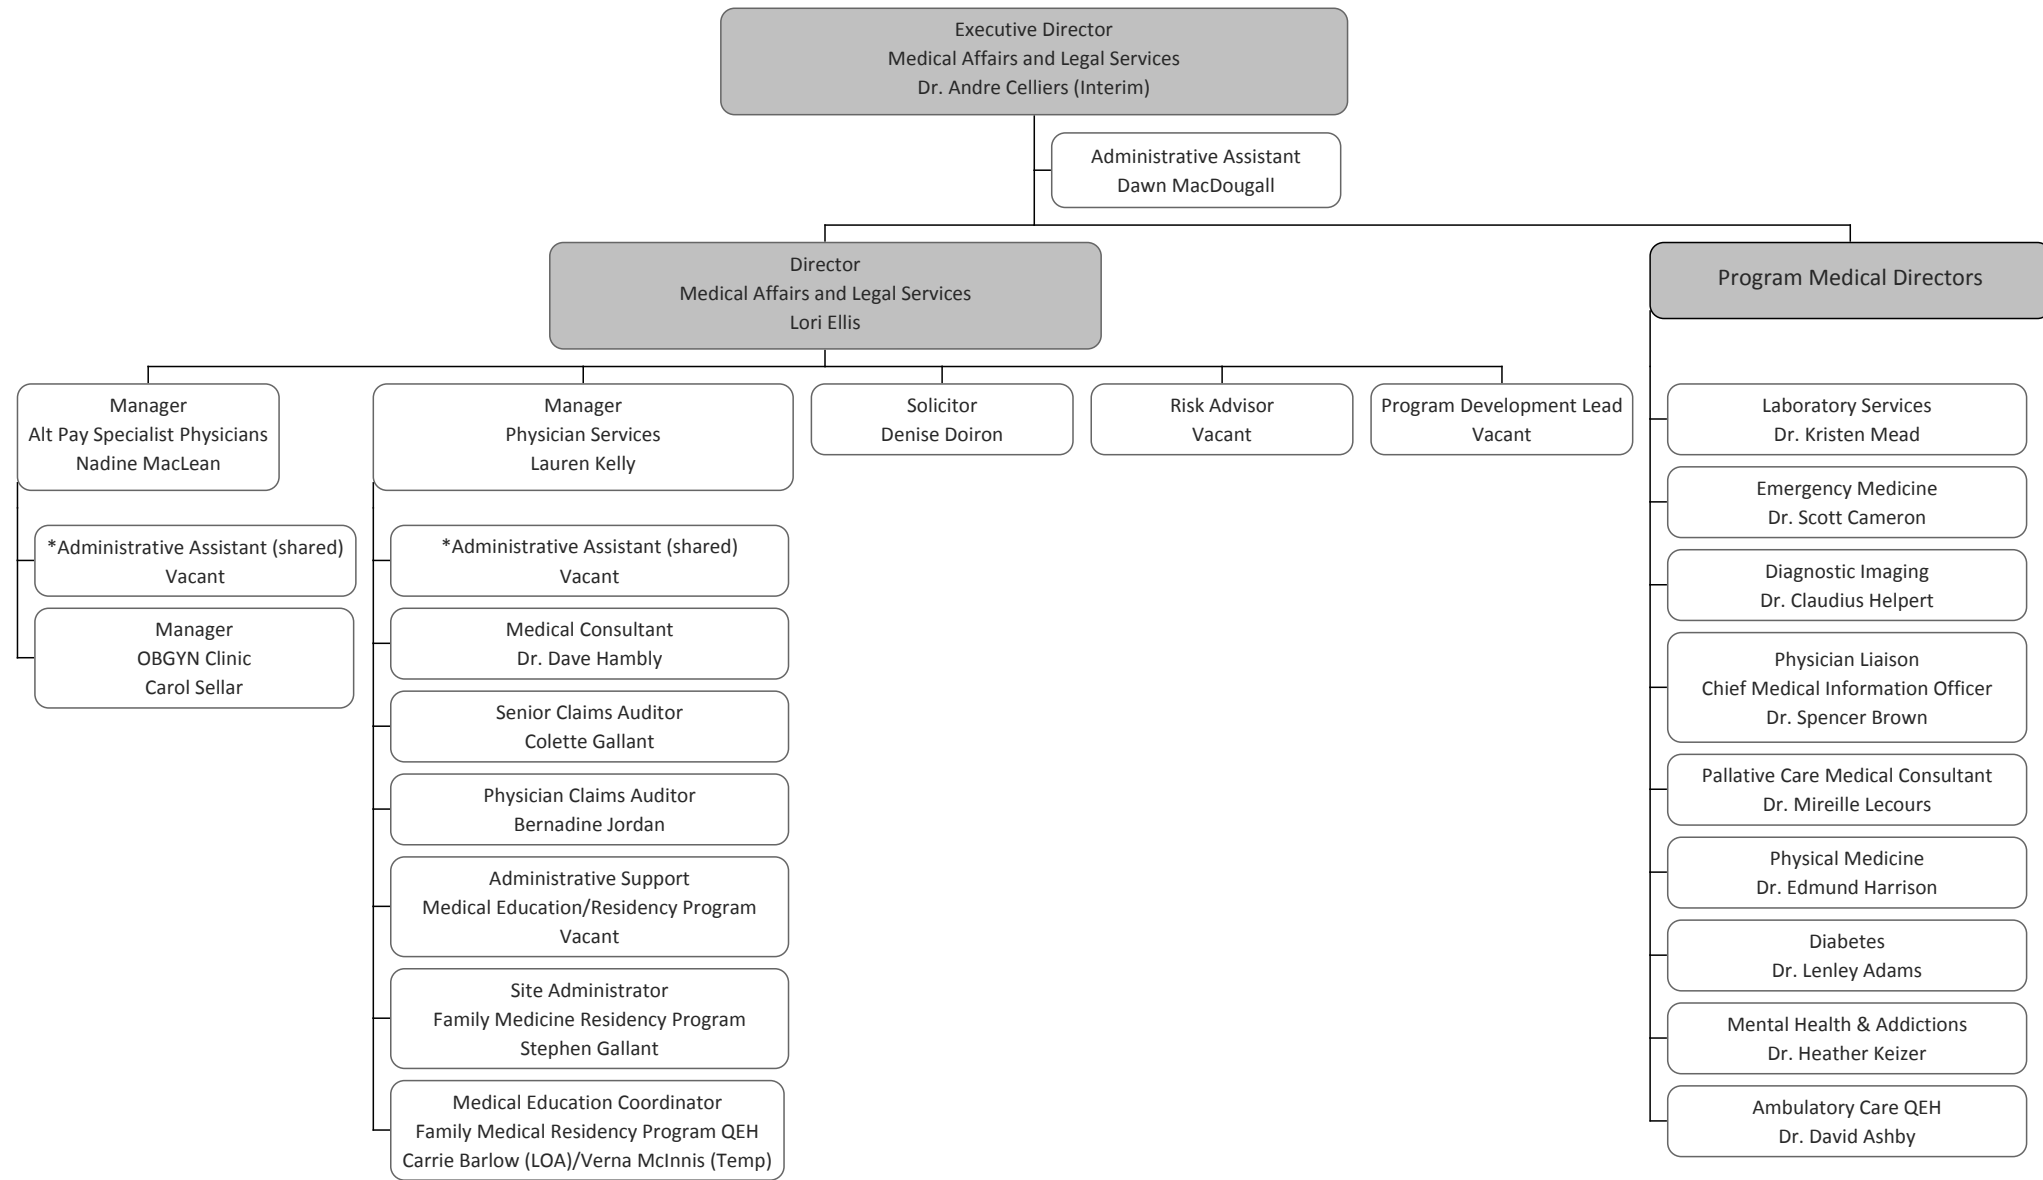 Executive Director
Medical Affairs and Legal Services
Dr. Andre Celliers (Interim)
Administrative Assistant
Dawn MacDougall
Director
Medical Affairs and Legal Services
Lori Ellis
Program Medical Directors
Manager
Alt Pay Specialist Physicians
Nadine MacLean
*Administrative Assistant (shared)
Vacant
Manager
OBGYN Clinic
Carol Sellar
Manager
Physician Services
Lauren Kelly
*Administrative Assistant (shared)
Vacant
Medical Consultant
Dr. Dave Hambly
Senior Claims Auditor
Colette Gallant
Physician Claims Auditor
Bernadine Jordan
Administrative Support
Medical Education/Residency Program
Vacant
Site Administrator
Family Medicine Residency Program
Stephen Gallant
Medical Education Coordinator
Family Medical Residency Program QEH
Carrie Barlow (LOA)/Verna McInnis (Temp)
Solicitor
Denise Doiron
Risk Advisor
Vacant
Program Development Lead
Vacant
Laboratory Services
Dr. Kristen Mead
Emergency Medicine
Dr. Scott Cameron
Diagnostic Imaging
Dr. Claudius Helpert
Physician Liaison
Chief Medical Information Officer
Dr. Spencer Brown
Pallative Care Medical Consultant
Dr. Mireille Lecours
Physical Medicine
Dr. Edmund Harrison
Diabetes
Dr. Lenley Adams
Mental Health & Addictions
Dr. Heather Keizer
Ambulatory Care QEH
Dr. David Ashby